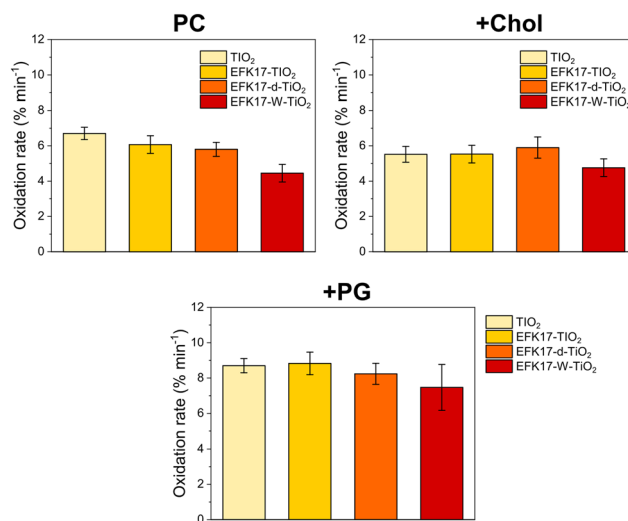 PC
12
10
8
6
4
2
0
Oxidation rate (% min⁻¹)
TIO₂
EFK17-TIO₂
EFK17-d-TiO₂
EFK17-W-TiO₂
+Chol
12
10
8
6
4
2
0
Oxidation rate (% min⁻¹)
TIO₂
EFK17-TIO₂
EFK17-d-TiO₂
EFK17-W-TiO₂
+PG
12
10
8
6
4
2
0
Oxidation rate (% min⁻¹)
TIO₂
EFK17-TIO₂
EFK17-d-TiO₂
EFK17-W-TiO₂